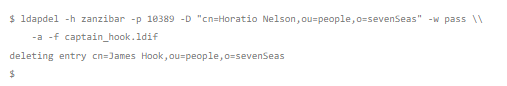 $ ldapdel -h zanzibar -p 10389 -D "cn=Horatio Nelson,ou=people,o=sevenSeas" -w pass \\
-a -f captain_hook.ldif
deleting entry cn=James Hook,ou=people,o=sevenSeas
$